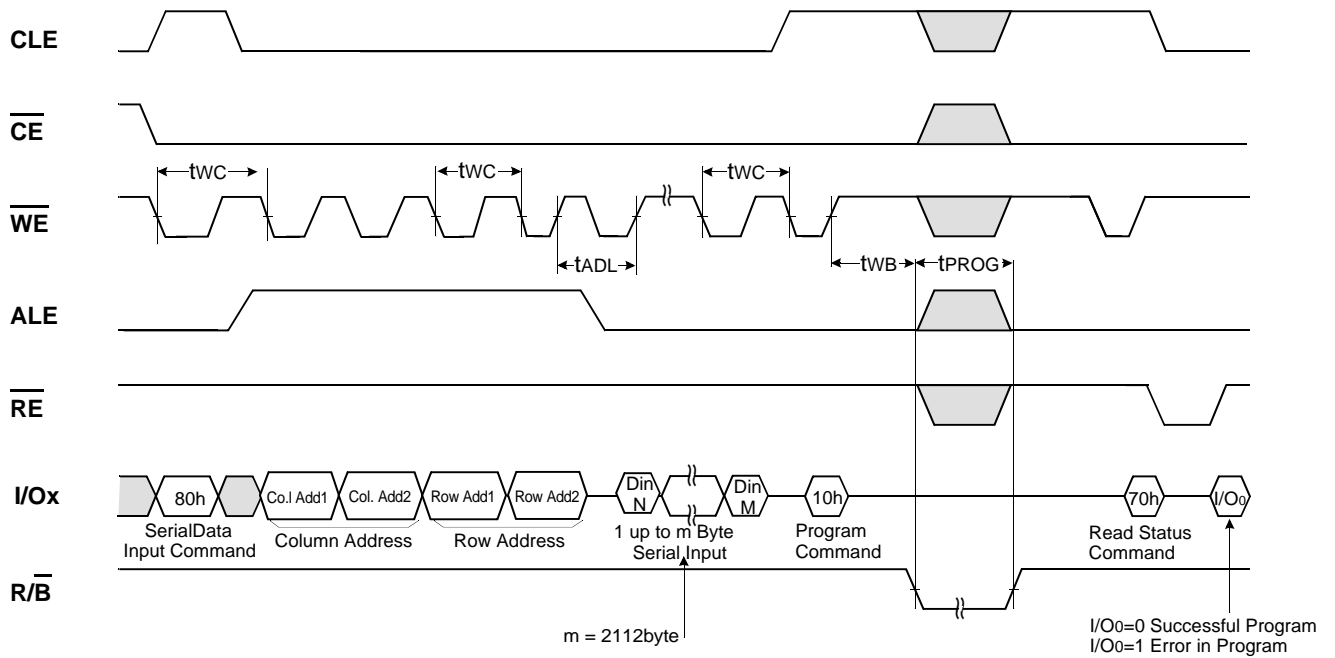 CLE
CE
tWC
tWC
tWC
WE
tADL
tWB
tPROG
ALE
RE
I/Ox
80h
Co.l Add1
Col. Add2
Row Add1
Row Add2
Din N
Din M
10h
70h
I/O0
SerialData
Input Command
Column Address
Row Address
1 up to m Byte
Serial Input
Program
Command
Read Status
Command
R/B
m = 2112byte
I/O0=0 Successful Program
I/O0=1 Error in Program